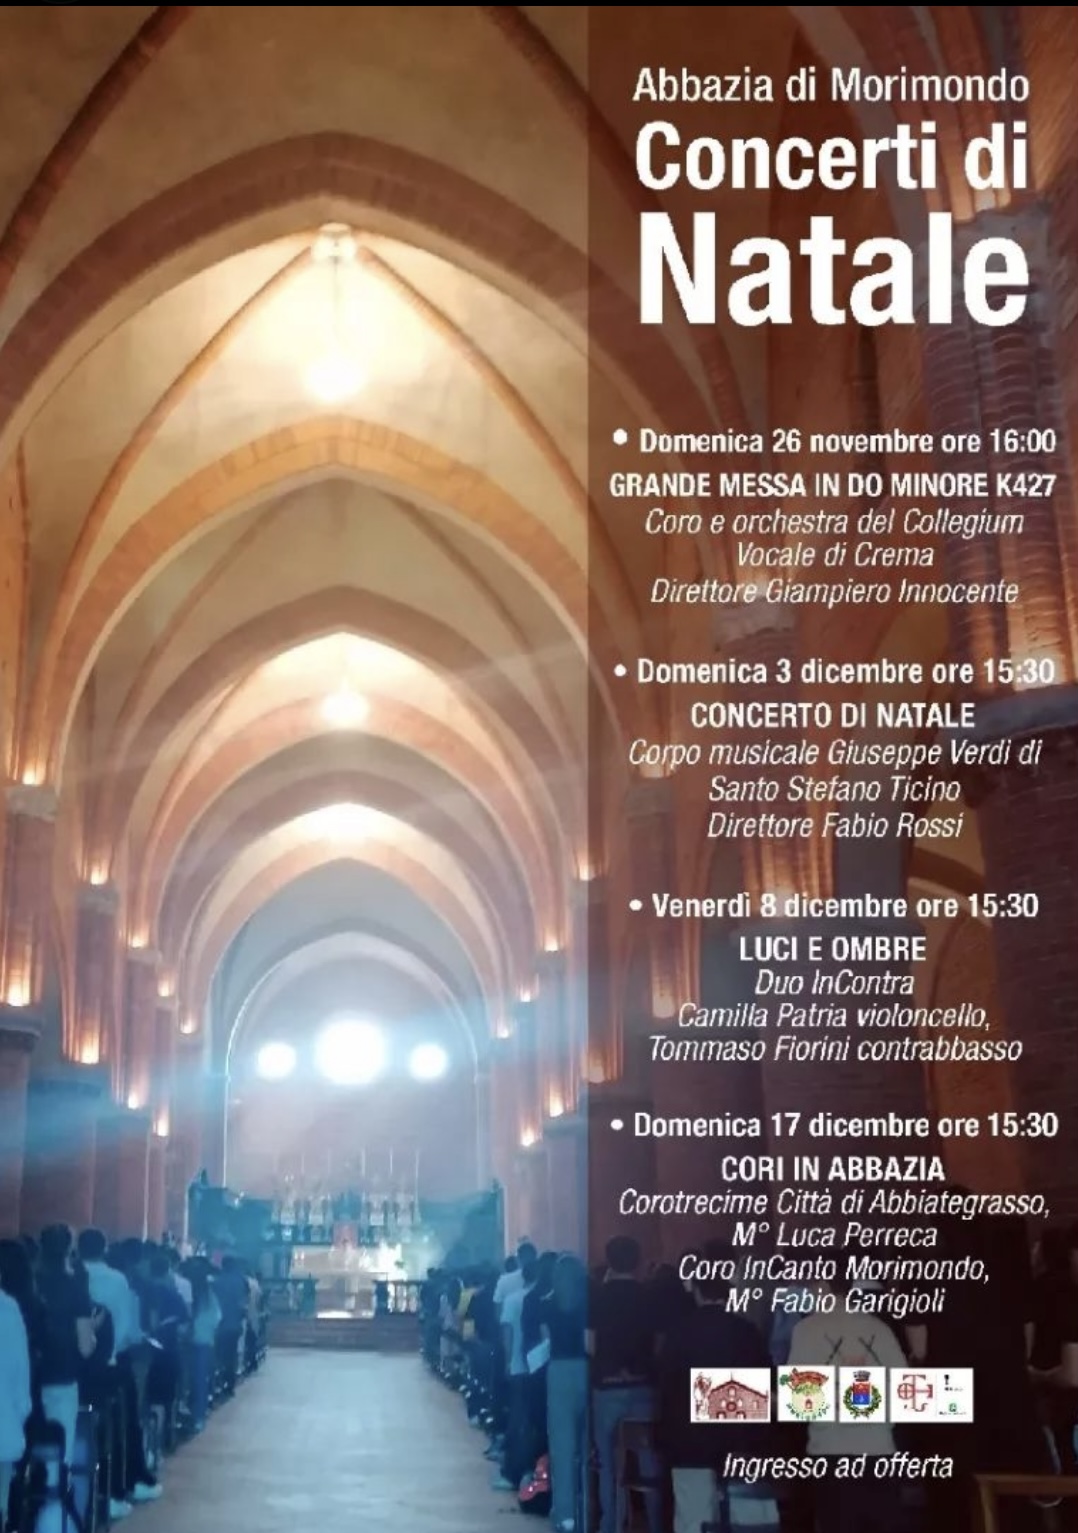 Abbazia di Morimondo
Concerti di
Natale
• Domenica 26 novembre ore 16:00
GRANDE MESSA IN DO MINORE K427
Coro e orchestra del Collegium
Vocale di Crema
Direttore Giampiero Innocente
• Domenica 3 dicembre ore 15:30
CONCERTO DI NATALE
Corpo musicale Giuseppe Verdi di
Santo Stefano Ticino
Direttore Fabio Rossi
• Venerdì 8 dicembre ore 15:30
LUCI E OMBRE
Duo InContra
Camilla Patria violoncello,
Tommaso Fiorini contrabbasso
• Domenica 17 dicembre ore 15:30
CORI IN ABBAZIA
Corotrecime Città di Abbiategrasso,
M° Luca Perreca
Coro InCanto Morimondo,
M° Fabio Garigioli
Ingresso ad offerta